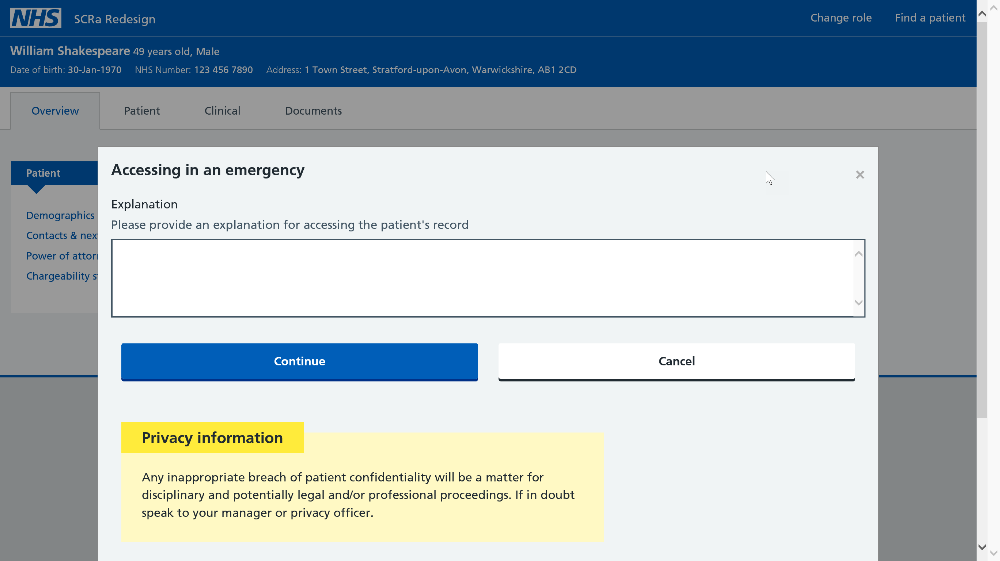 NHS SCRa Redesign Change role Find a patient
William Shakespeare 49 years old, Male
Date of birth: 30-Jan-1970 NHS Number: 123 456 7890 Address: 1 Town Street, Stratford-upon-Avon, Warwickshire, AB1 2CD
Overview Patient Clinical Documents
Patient
Demographics
Contacts & nex
Power of attor
Chargeability s
Accessing in an emergency
×
Explanation
Please provide an explanation for accessing the patient's record
Continue Cancel
Privacy information
Any inappropriate breach of patient confidentiality will be a matter for
disciplinary and potentially legal and/or professional proceedings. If in doubt
speak to your manager or privacy officer.